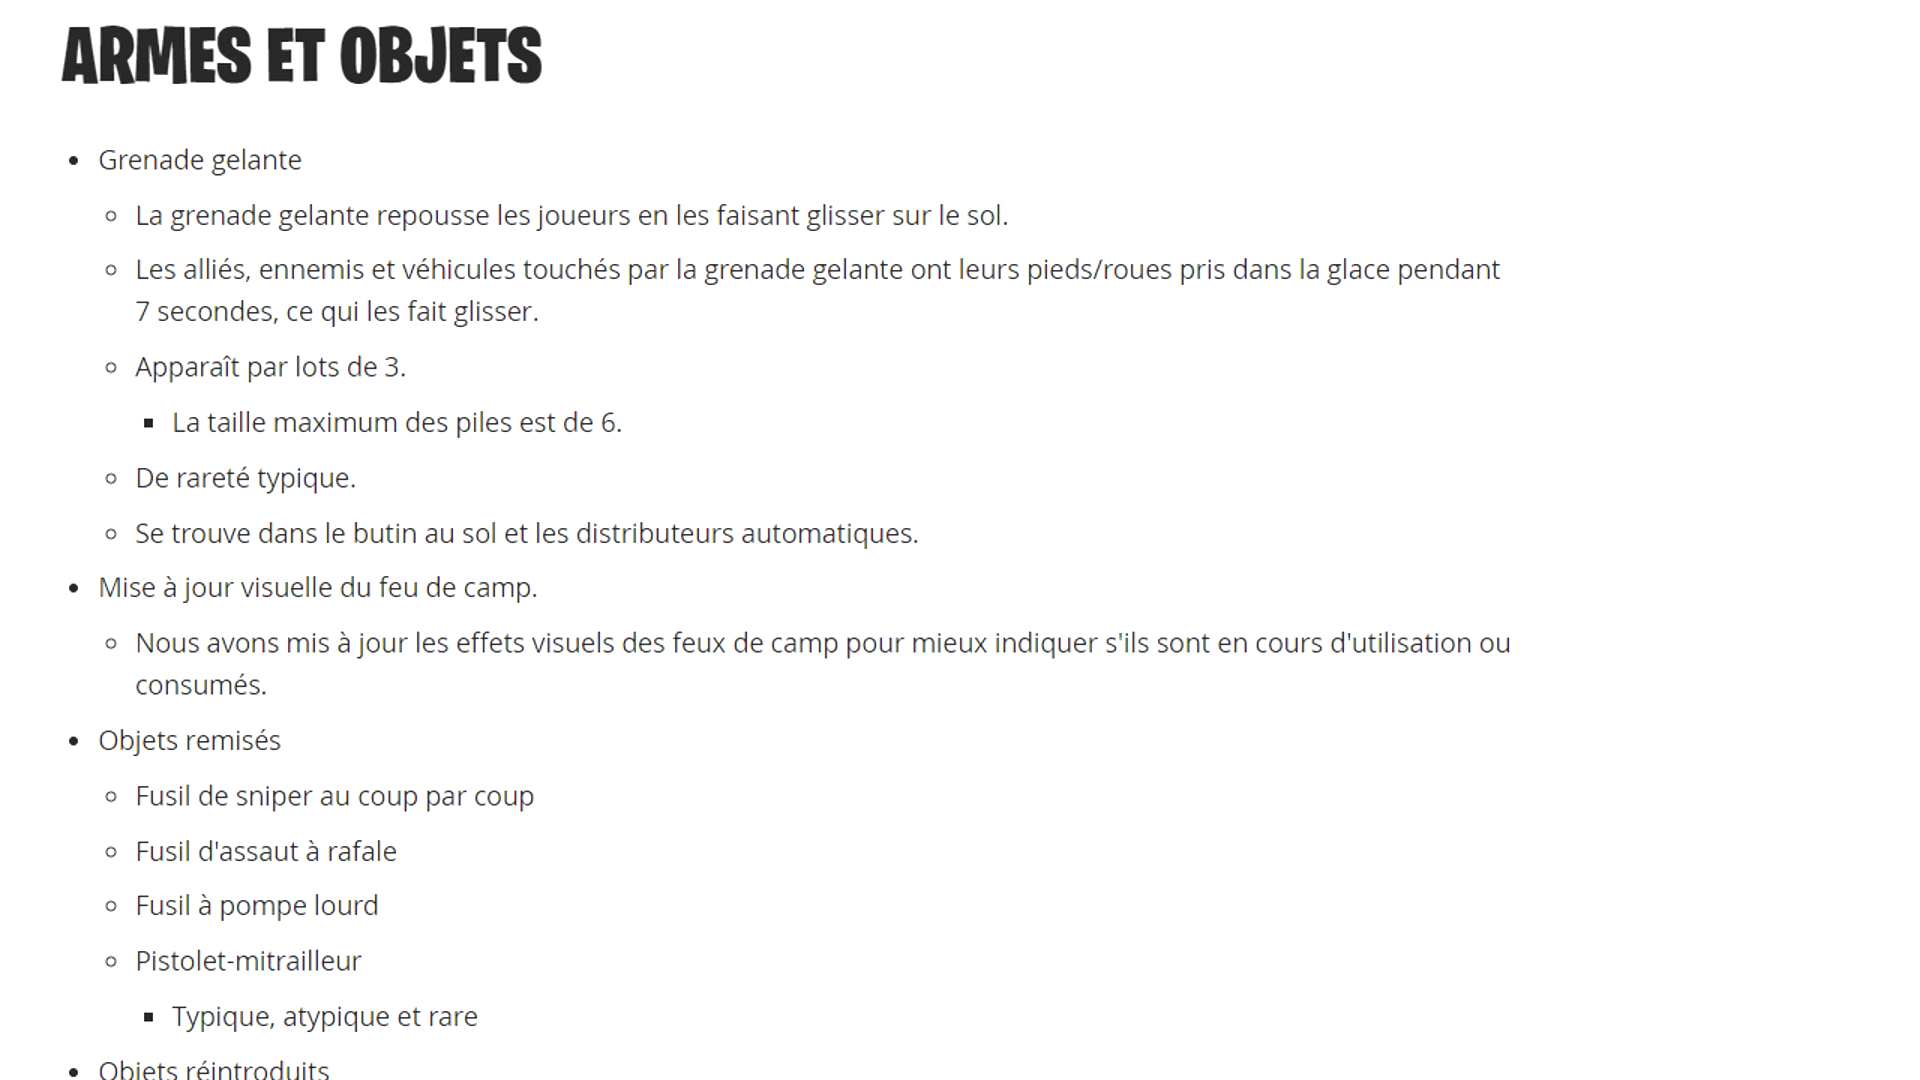 ARMES ET OBJETS
Grenade gelante
La grenade gelante repousse les joueurs en les faisant glisser sur le sol.
Les alliés, ennemis et véhicules touchés par la grenade gelante ont leurs pieds/roues pris dans la glace pendant
7 secondes, ce qui les fait glisser.
Apparaît par lots de 3.
La taille maximum des piles est de 6.
De rareté typique.
Se trouve dans le butin au sol et les distributeurs automatiques.
Mise à jour visuelle du feu de camp.
Nous avons mis à jour les effets visuels des feux de camp pour mieux indiquer s'ils sont en cours d'utilisation ou
consumés.
Objets remisés
Fusil de sniper au coup par coup
Fusil d'assaut à rafale
Fusil à pompe lourd
Pistolet-mitrailleur
Typique, atypique et rare
Objets réintroduits